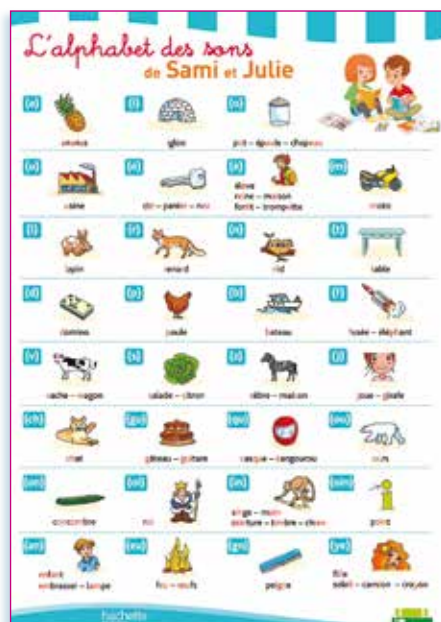 L'alphabet des sons
de Sami et Julie
(a) (i) (o)
ananas igloo pot – épaule – chapeau
(u) (é) (è) (m)
élève
reine – maison
usine clé – panier – nez forêt – trompette moto
(l) (r) (n) (t)
lapin renard nid table
(d) (p) (b) (f)
domino poule bateau fusée – éléphant
(v) (s) (z) (j)
vache – wagon salade – citron zèbre – maison joue – girafe
(ch) (gu) (qu) (ou)
chat gâteau – guitare casque – kangourou ours
(on) (oi) (in) (oin)
singe – main
concombre roi peinture – timbre – chien point
(an) (eu) (gn) (ye)
enfant fille
embrasser – lampe feu – œufs peigne soleil – camion – crayon
hachette